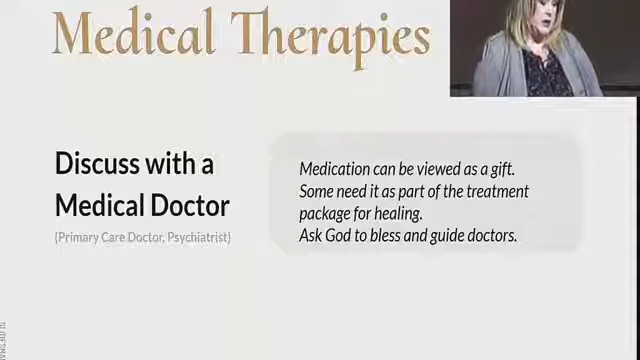 Medical Therapies
Discuss with a
Medical Doctor
(Primary Care Doctor, Psychiatrist)
Medication can be viewed as a gift.
Some need it as part of the treatment
package for healing.
Ask God to bless and guide doctors.